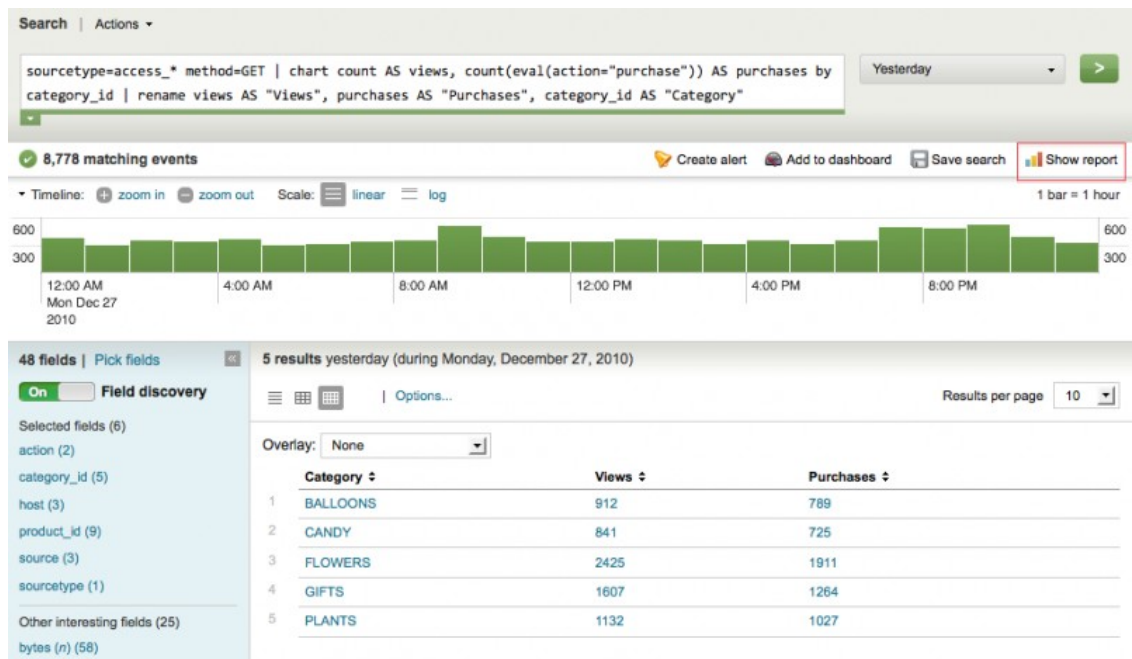 Search | Actions
sourcetype=access_* method=GET | chart count AS views, count(eval(action="purchase")) AS purchases by
category_id | rename views AS "Views", purchases AS "Purchases", category_id AS "Category"
Yesterday
>
8,778 matching events
Create alert
Add to dashboard
Save search
Show report
Timeline: zoom in zoom out Scale: linear log
1 bar = 1 hour
600
300
600
300
12:00 AM
Mon Dec 27
2010
4:00 AM
8:00 AM
12:00 PM
4:00 PM
8:00 PM
48 fields | Pick fields
«
On Field discovery
Selected fields (6)
action (2)
category_id (5)
host (3)
product_id (9)
source (3)
sourcetype (1)
Other interesting fields (25)
bytes (n) (58)
5 results yesterday (during Monday, December 27, 2010)
| Options...
Results per page 10
Overlay: None
Category Views Purchases
1 BALLOONS 912 789
2 CANDY 841 725
3 FLOWERS 2425 1911
4 GIFTS 1607 1264
5 PLANTS 1132 1027